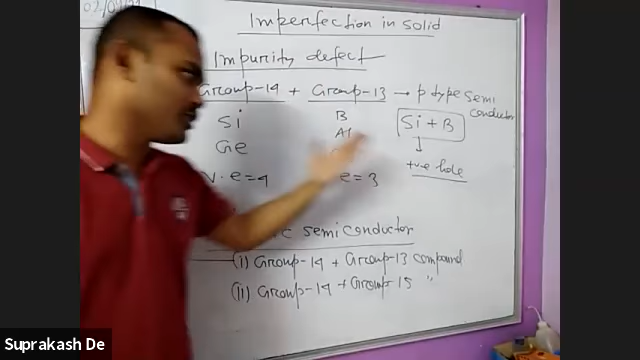 Imperfection in solid
Impurity defect
Group-14 + Group-13 → p type semi
conductor
Si B Si + B
Ge Al ↓
v.e=4 e=3 +ve hole
semiconductor
(i) Group-14 + Group-13 compound
(ii) Group-14 + Group-15 "
Suprakash De